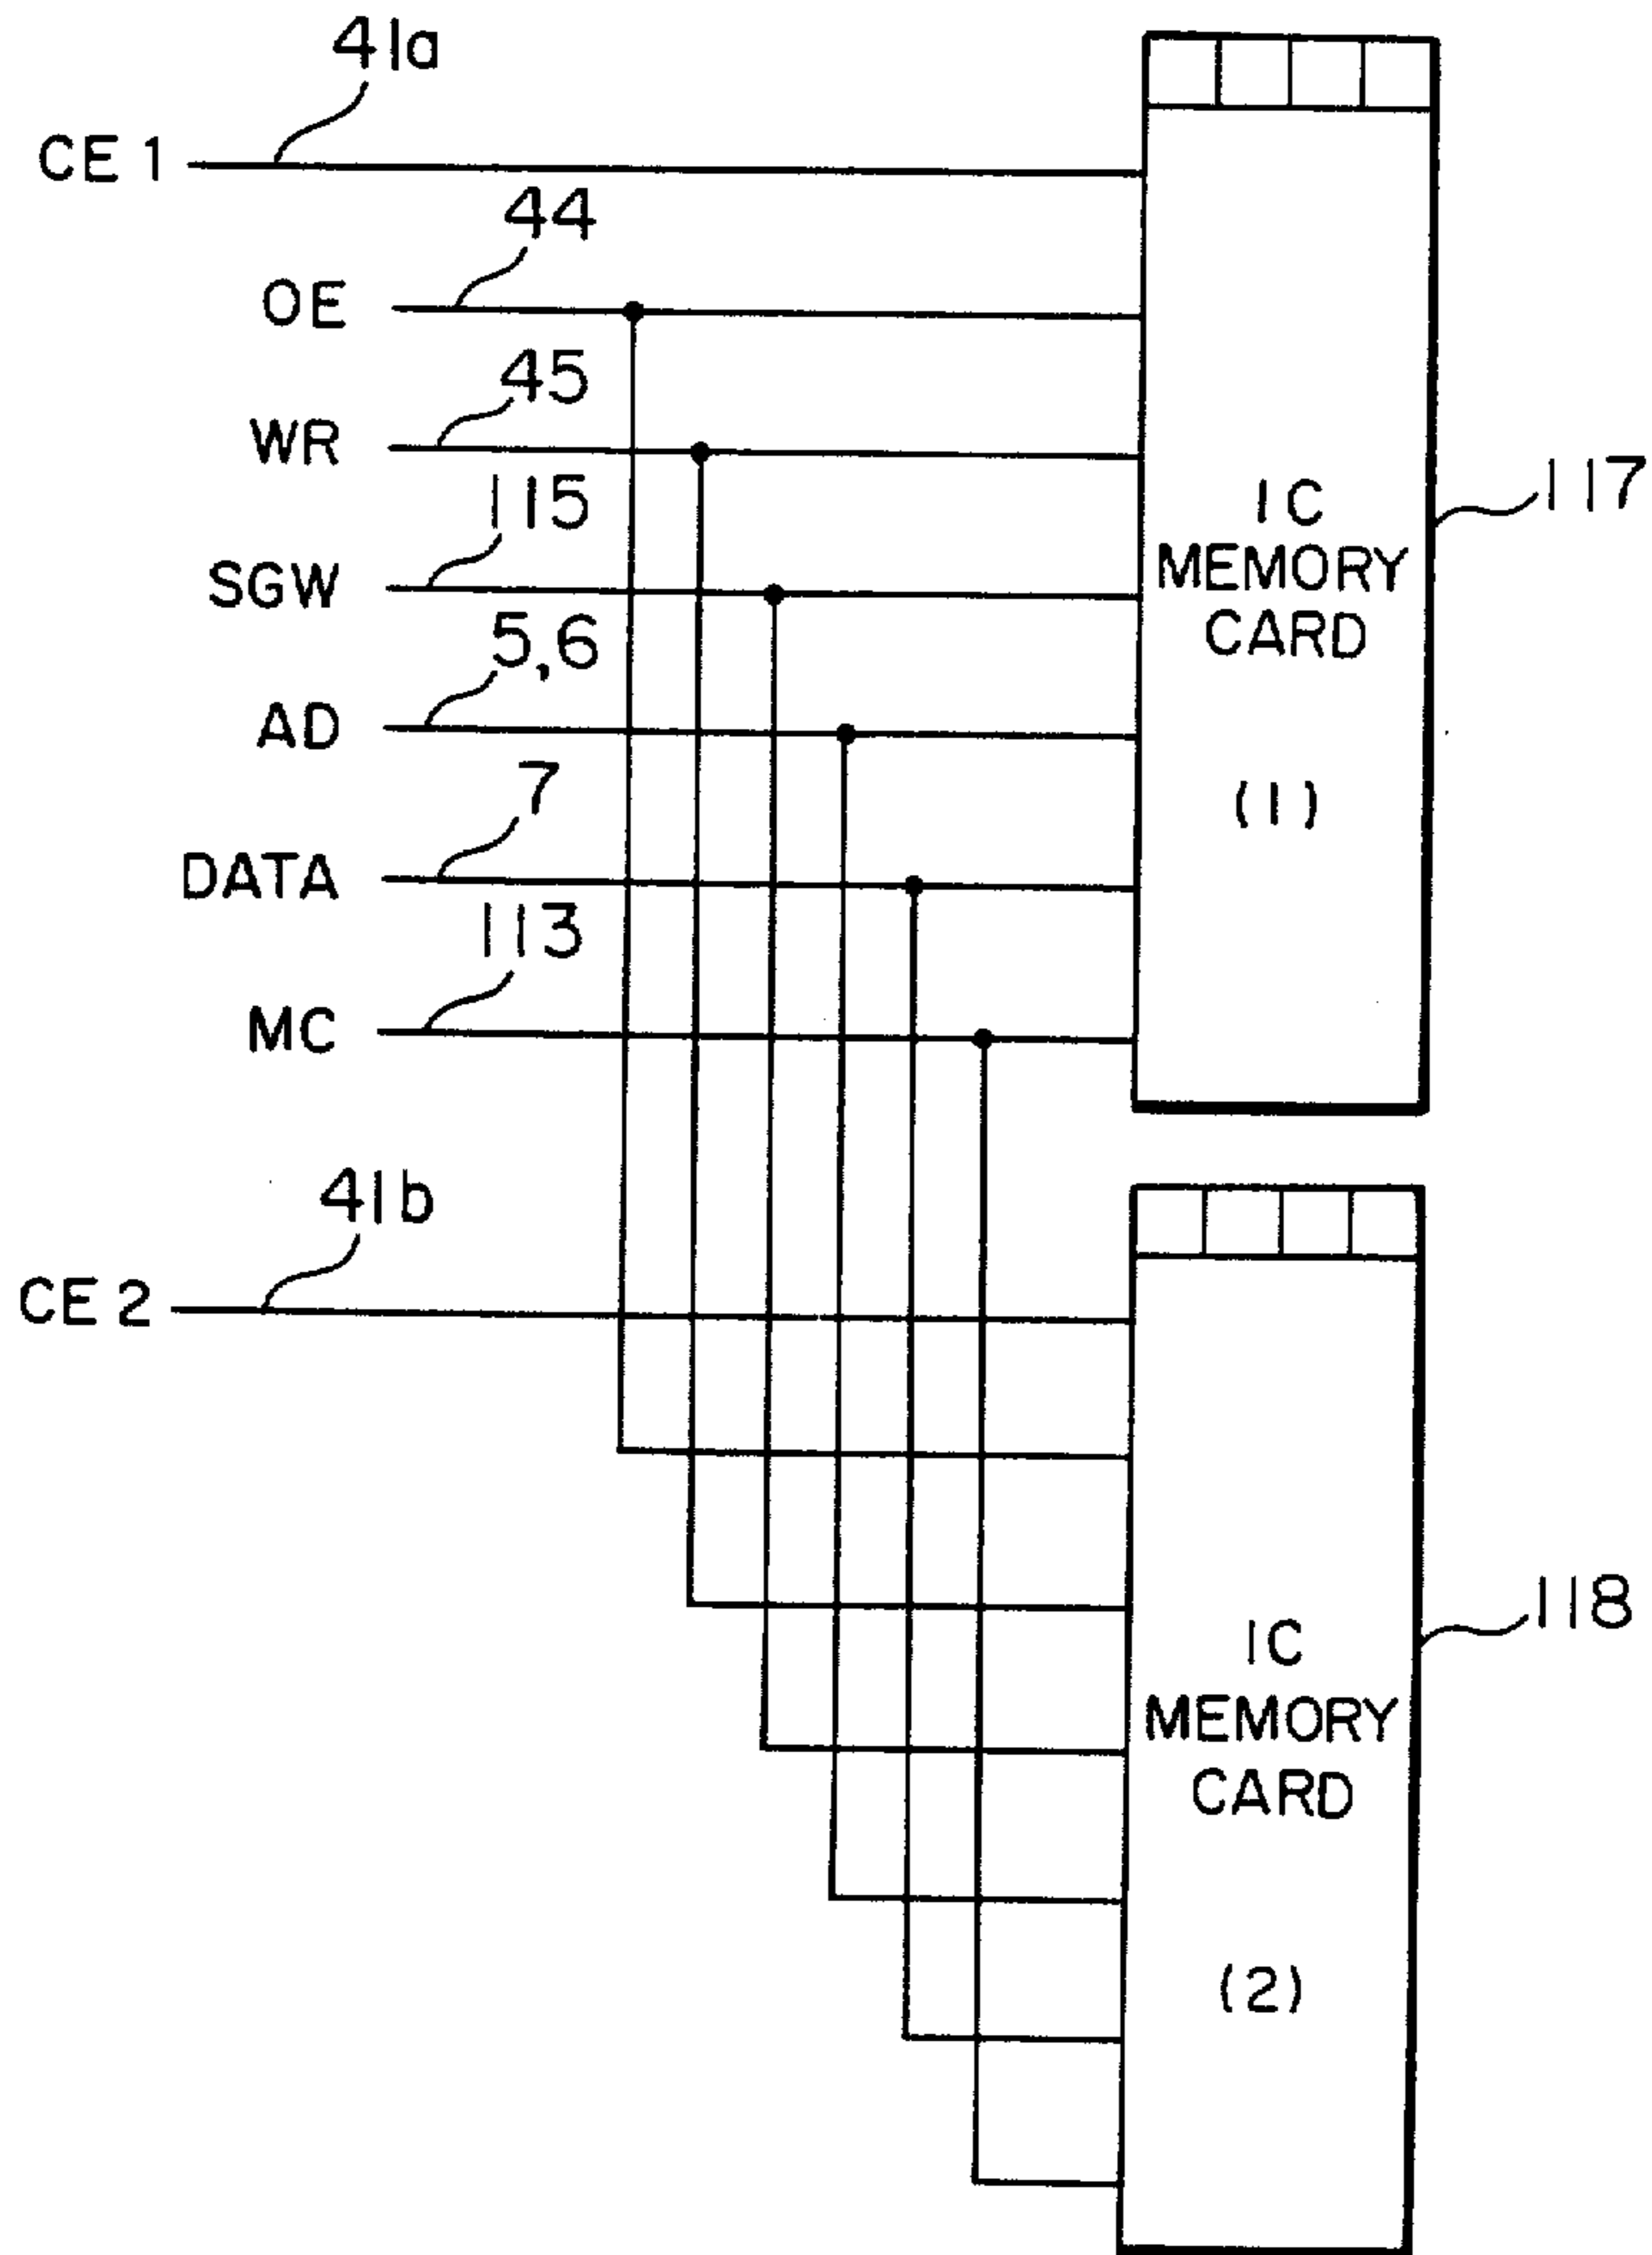 41a
CE 1
44
OE
45
WR
115
SGW
5,6
AD
7
DATA
113
MC
IC
MEMORY
CARD
(1)
117
41b
CE 2
IC
MEMORY
CARD
(2)
118